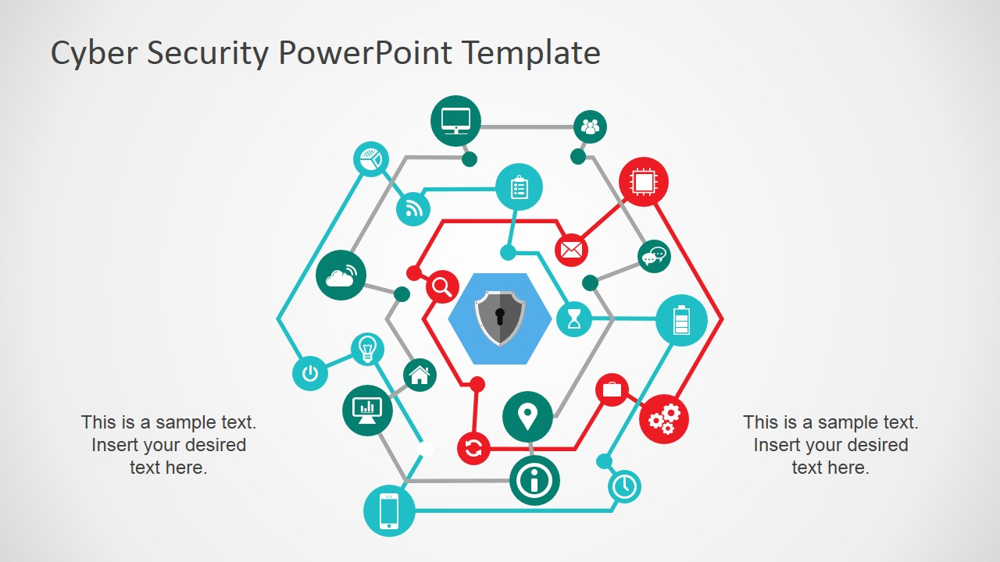 Cyber Security PowerPoint Template
This is a sample text.
Insert your desired
text here.
This is a sample text.
Insert your desired
text here.